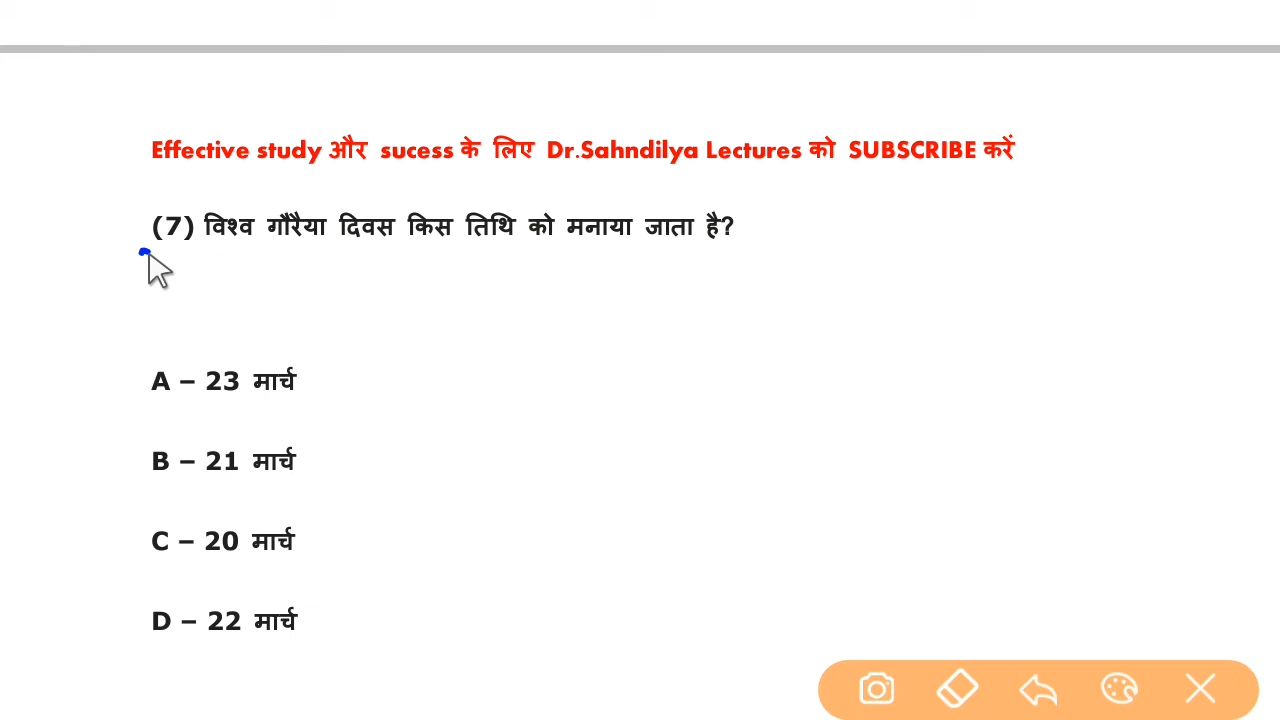 Effective study और sucess के लिए Dr.Sahndilya Lectures को SUBSCRIBE करें
(7) विश्व गौरैया दिवस किस तिथि को मनाया जाता है?
A – 23 मार्च
B – 21 मार्च
C – 20 मार्च
D – 22 मार्च